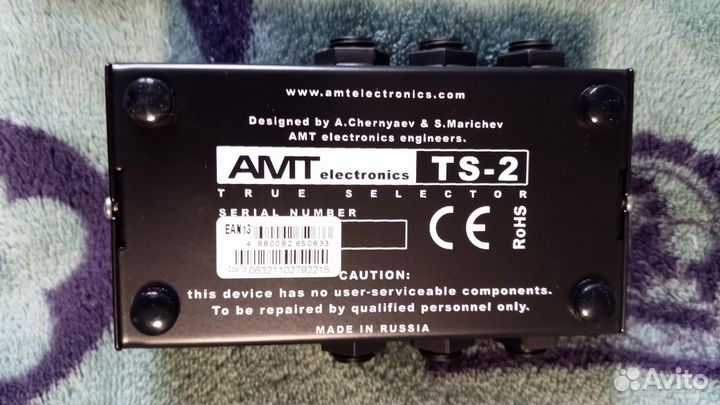 www.amtelectronics.com
Designed by A.Chernyaev & S.Marichev
AMT electronics engineers.
AMT electronics TS-2
TRUE SELECTOR
SERIAL NUMBER
EAN13
4 680092 650633
06321102792215
CE
RoHS
CAUTION:
this device has no user-serviceable components.
To be repaired by qualified personnel only.
MADE IN RUSSIA
Avito